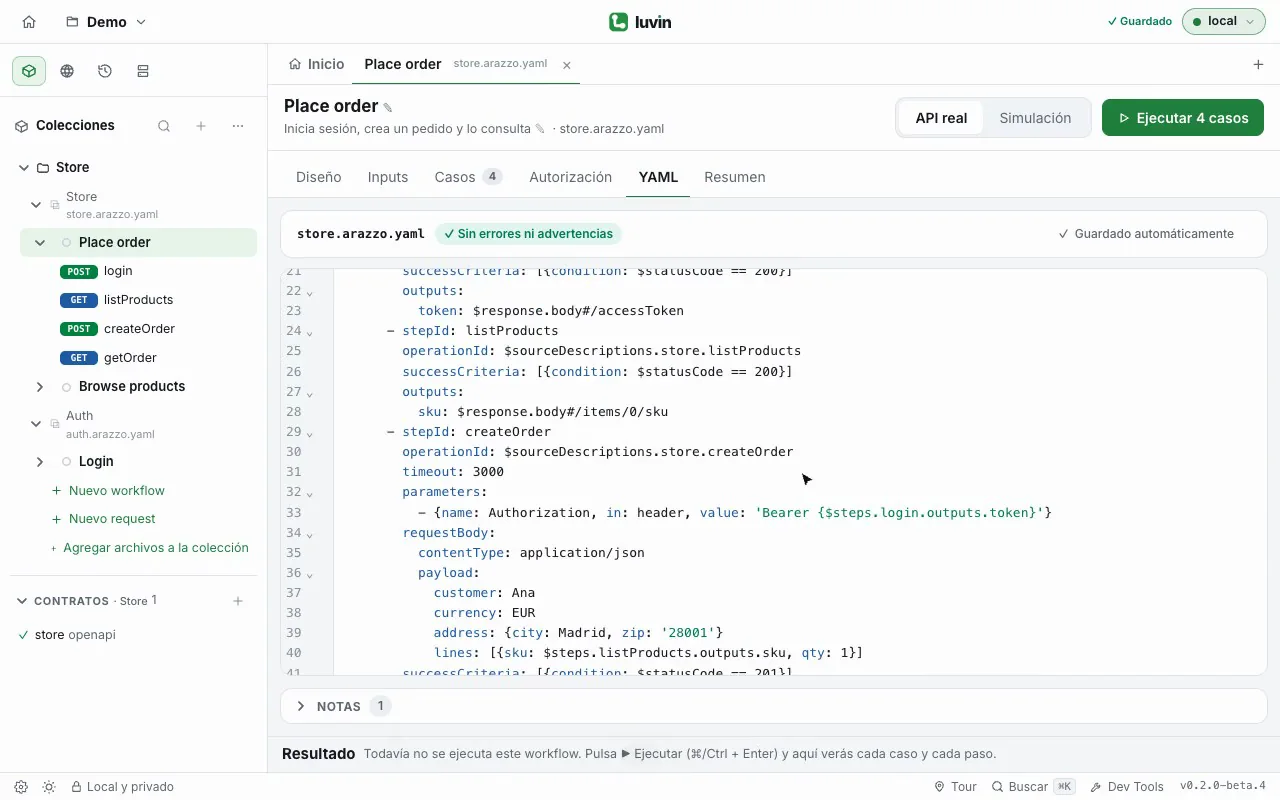 Demo
luvin
✓ Guardado
local
Inicio
Place order store.arazzo.yaml ×
Colecciones
Store
Store
store.arazzo.yaml
Place order
POST login
GET listProducts
POST createOrder
GET getOrder
Browse products
Auth
auth.arazzo.yaml
Login
+ Nuevo workflow
+ Nuevo request
+ Agregar archivos a la colección
CONTRATOS · Store 1
✓ store openapi
Place order
Inicia sesión, crea un pedido y lo consulta · store.arazzo.yaml
API real
Simulación
Ejecutar 4 casos
Diseño
Inputs
Casos 4
Autorización
YAML
Resumen
store.arazzo.yaml
✓ Sin errores ni advertencias
✓ Guardado automáticamente
21 successCriteria: [{condition: $statusCode == 200}]
22 outputs:
23 token: $response.body#/accessToken
24 - stepId: listProducts
25 operationId: $sourceDescriptions.store.listProducts
26 successCriteria: [{condition: $statusCode == 200}]
27 outputs:
28 sku: $response.body#/items/0/sku
29 - stepId: createOrder
30 operationId: $sourceDescriptions.store.createOrder
31 timeout: 3000
32 parameters:
33 - {name: Authorization, in: header, value: 'Bearer {$steps.login.outputs.token}'}
34 requestBody:
35 contentType: application/json
36 payload:
37 customer: Ana
38 currency: EUR
39 address: {city: Madrid, zip: '28001'}
40 lines: [{sku: $steps.listProducts.outputs.sku, qty: 1}]
41 successCriteria: [{condition: $statusCode == 201}]
NOTAS 1
Resultado Todavía no se ejecuta este workflow. Pulsa ▶ Ejecutar (⌘/Ctrl + Enter) y aquí verás cada caso y cada paso.
Local y privado
Tour
Buscar ⌘K
Dev Tools
v0.2.0-beta.4